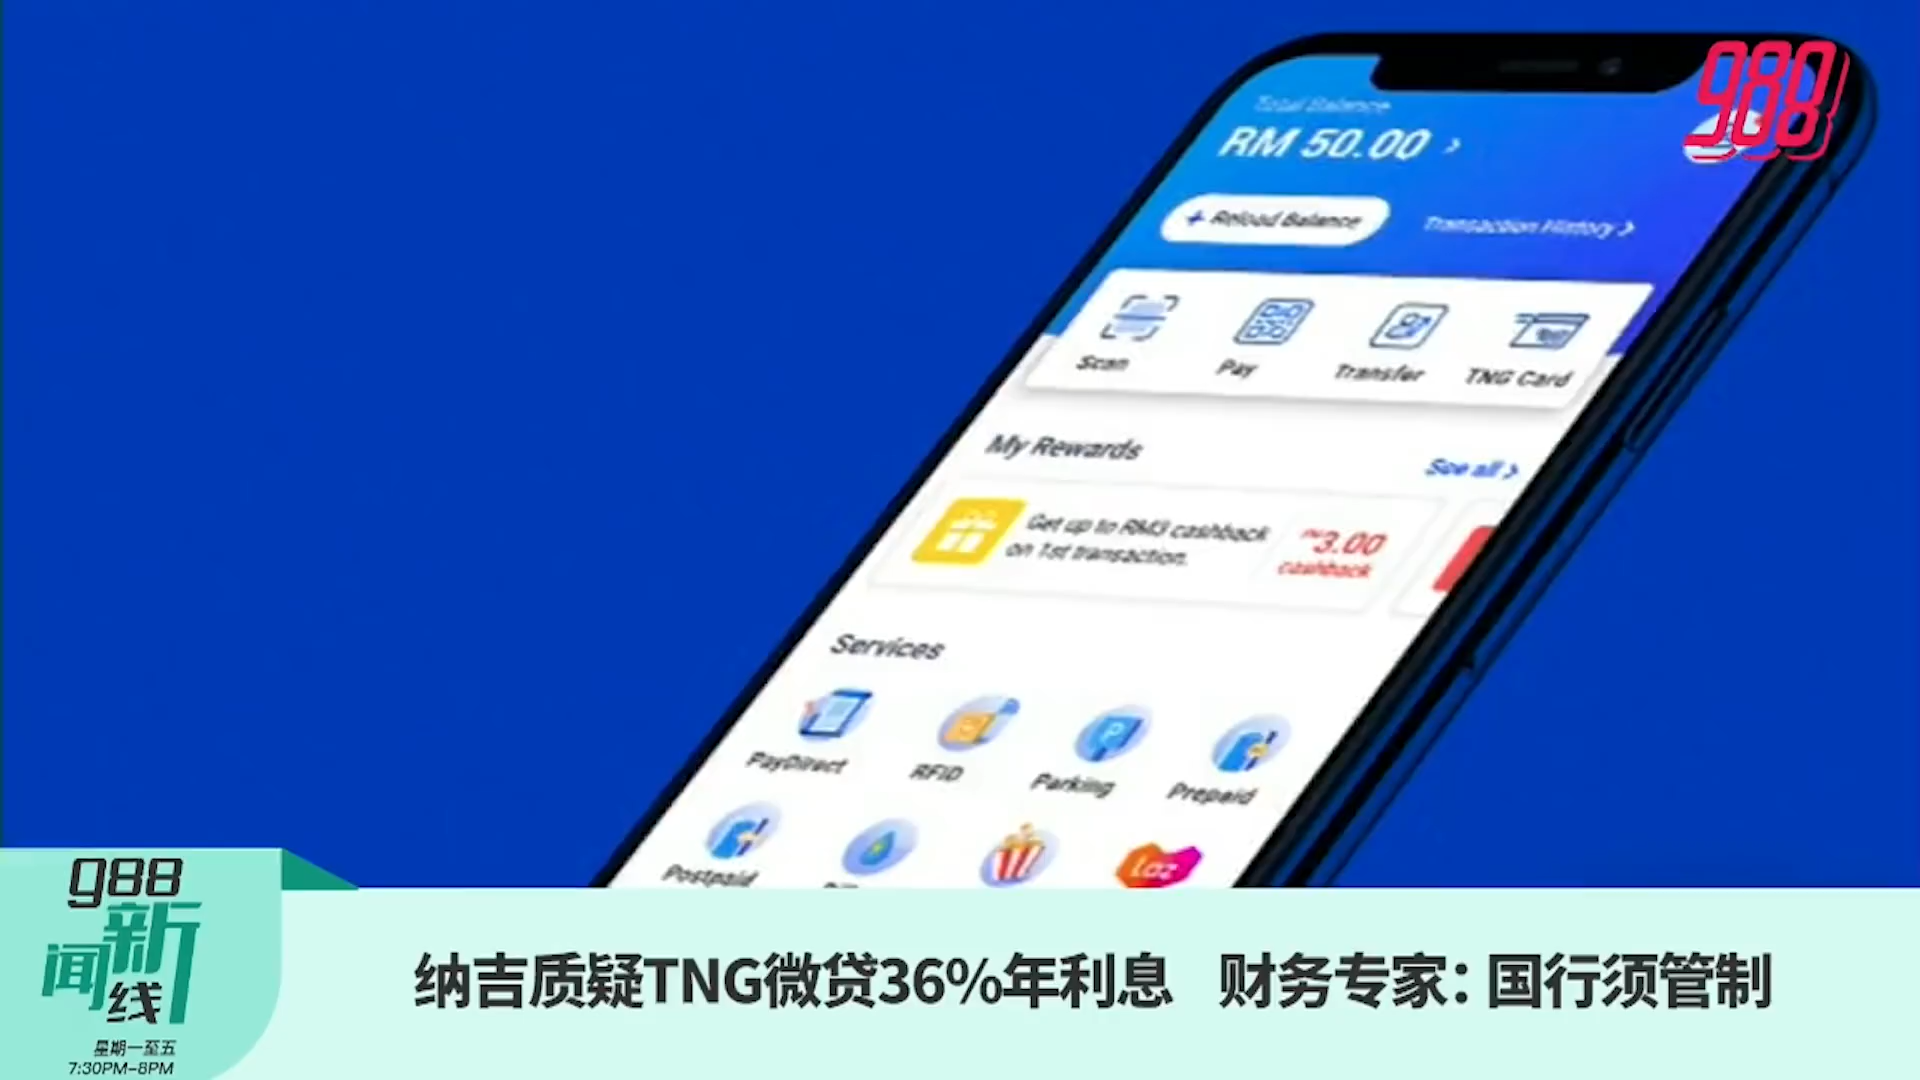 988
Total Balance
RM 50.00 >
+ Reload Balance
Transaction History >
Scan
Pay
Transfer
TNG Card
My Rewards
See all >
Get up to RM3 cashback
on 1st transaction.
RM3.00
cashback
Services
PayDirect
RFID
Parking
Prepaid
Postpaid
Laz
988
新闻线
星期一至五
7:30PM-8PM
纳吉质疑TNG微贷36%年利息 财务专家：国行须管制